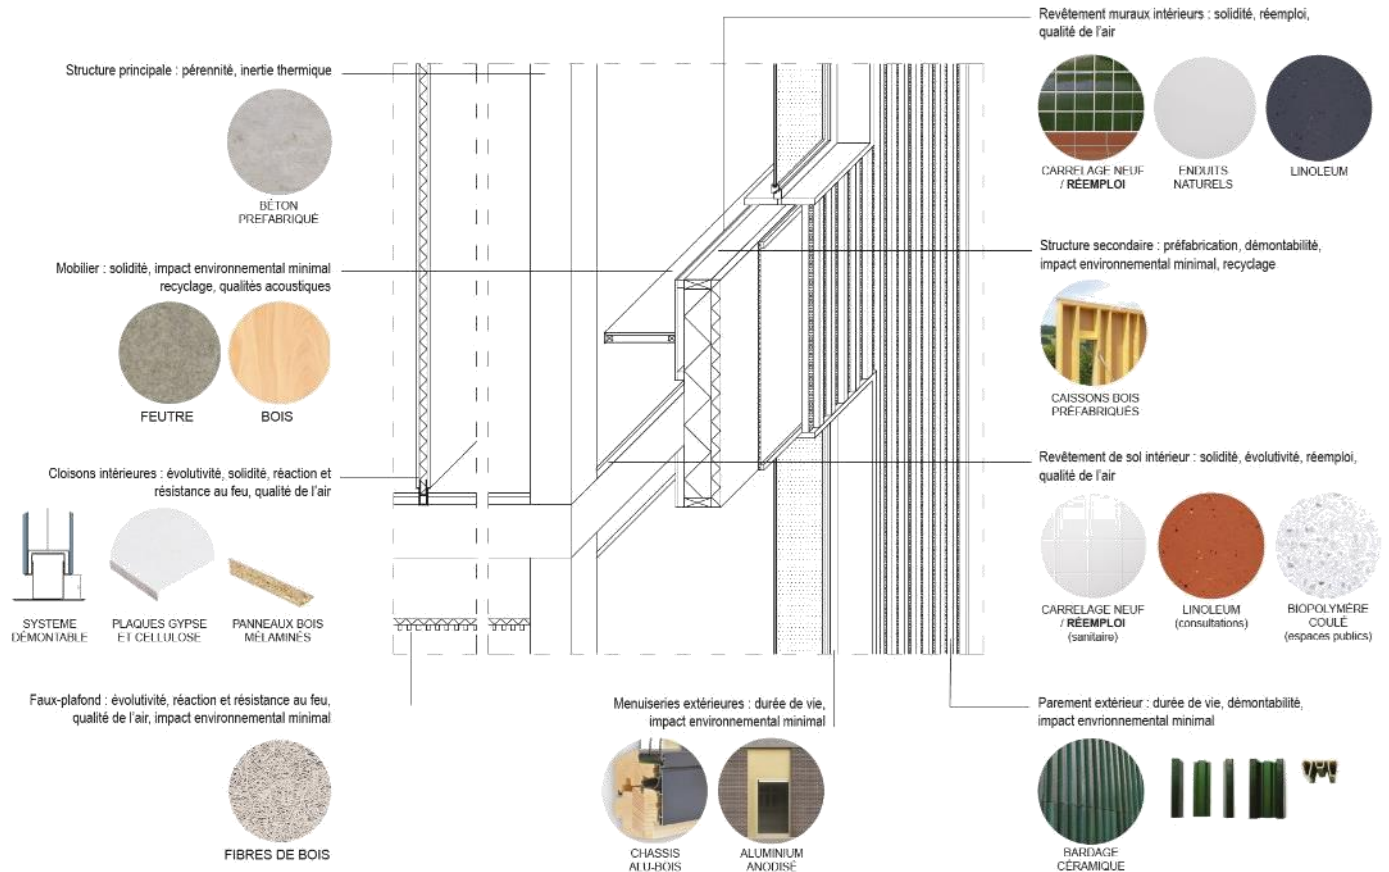 Revêtement muraux intérieurs : solidité, réemploi,
qualité de l'air
CARRELAGE NEUF
/ RÉEMPLOI
ENDUITS
NATURELS
LINOLEUM
Structure principale : pérennité, inertie thermique
BÉTON
PREFABRIQUÉ
Structure secondaire : préfabrication, démontabilité,
impact environnemental minimal, recyclage
CAISSONS BOIS
PRÉFABRIQUÉS
Mobilier : solidité, impact environnemental minimal
recyclage, qualités acoustiques
FEUTRE
BOIS
Revêtement de sol intérieur : solidité, évolutivité, réemploi,
qualité de l'air
CARRELAGE NEUF
/ RÉEMPLOI
(sanitaire)
LINOLEUM
(consultations)
BIOPOLYMÈRE
COULÉ
(espaces publics)
Cloisons intérieures : évolutivité, solidité, réaction et
résistance au feu, qualité de l'air
SYSTEME
DÉMONTABLE
PLAQUES GYPSE
ET CELLULOSE
PANNEAUX BOIS
MÉLAMINÉS
Faux-plafond : évolutivité, réaction et résistance au feu,
qualité de l'air, impact environnemental minimal
FIBRES DE BOIS
Menuiseries extérieures : durée de vie,
impact environnemental minimal
CHASSIS
ALU-BOIS
ALUMINIUM
ANODISÉ
Parement extérieur : durée de vie, démontabilité,
impact envrionnemental minimal
BARDAGE
CÉRAMIQUE